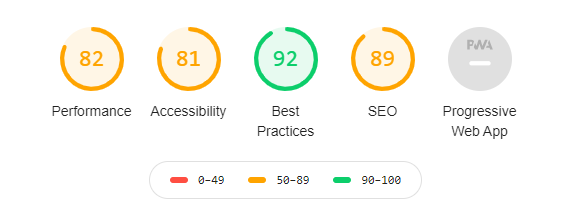 82 81 92 89 PWA
Performance Accessibility Best Practices SEO Progressive Web App
0–49 50–89 90–100